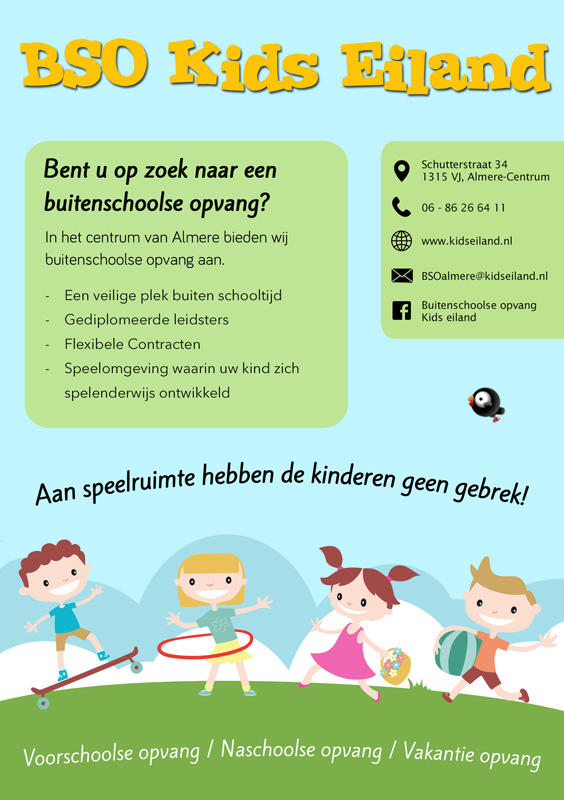 BSO Kids Eiland
Bent u op zoek naar een
buitenschoolse opvang?
In het centrum van Almere bieden wij
buitenschoolse opvang aan.
- Een veilige plek buiten schooltijd
- Gediplomeerde leidsters
- Flexibele Contracten
- Speelomgeving waarin uw kind zich
spelenderwijs ontwikkeld
Schutterstraat 34
1315 VJ, Almere-Centrum
06 - 86 26 64 11
www.kidseiland.nl
BSOalmere@kidseiland.nl
Buitenschoolse opvang
Kids eiland
Aan speelruimte hebben de kinderen geen gebrek!
Voorschoolse opvang / Naschoolse opvang / Vakantie opvang